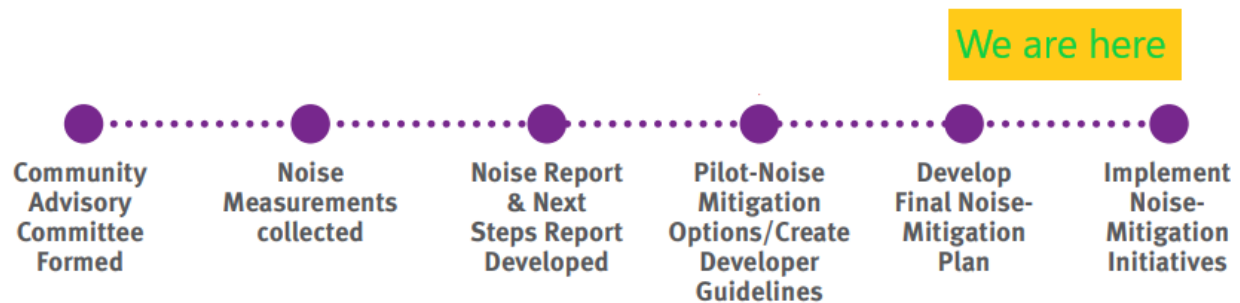 We are here
Community
Advisory
Committee
Formed
Noise
Measurements
collected
Noise Report
& Next
Steps Report
Developed
Pilot-Noise
Mitigation
Options/Create
Developer
Guidelines
Develop
Final Noise-
Mitigation
Plan
Implement
Noise-
Mitigation
Initiatives